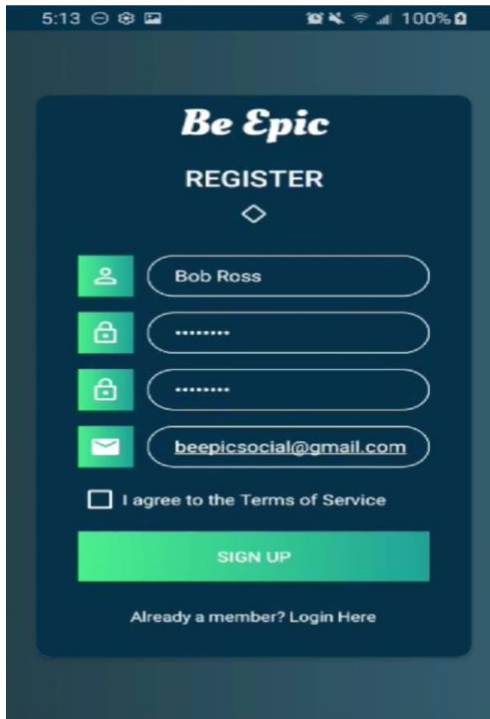 5:13 100%
Be Epic
REGISTER
Bob Ross
••••••••
••••••••
beepicsocial@gmail.com
I agree to the Terms of Service
SIGN UP
Already a member? Login Here